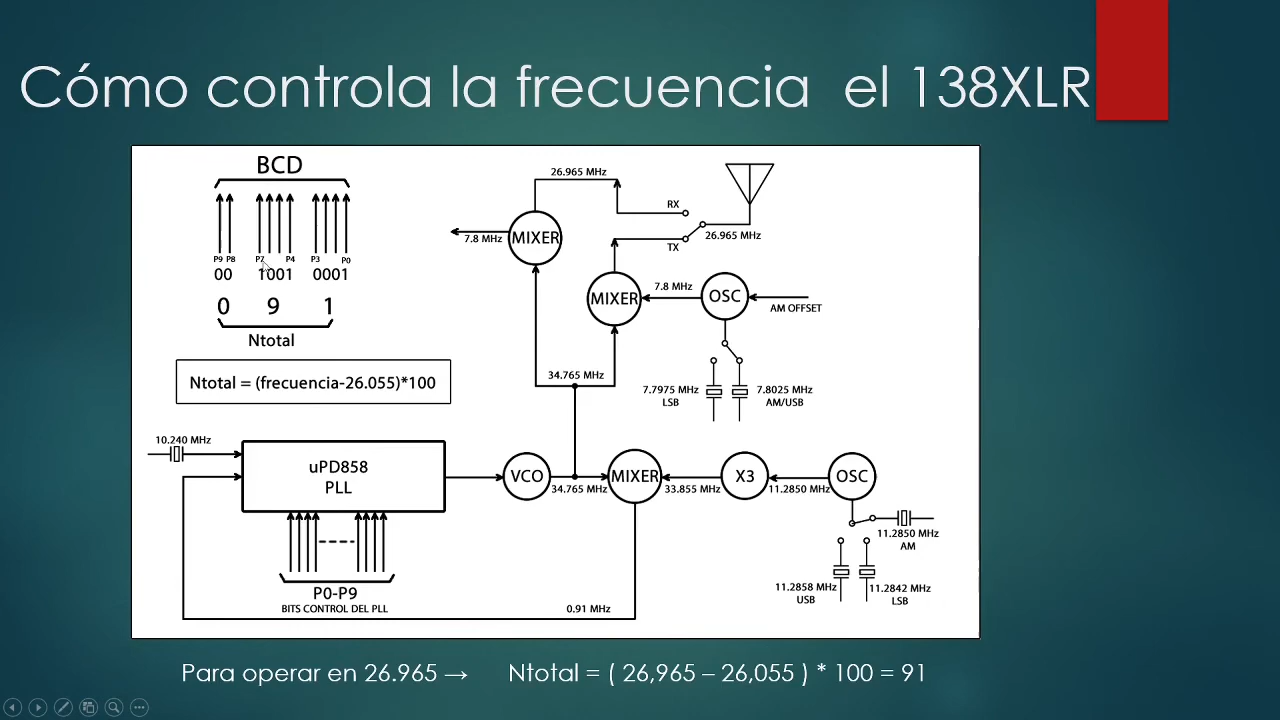 Cómo controla la frecuencia el 138XLR
BCD
P9 P8 P7 P4 P3 P0
00 1001 0001
0 9 1
Ntotal
Ntotal = (frecuencia-26.055)*100
26.965 MHz
RX
TX
26.965 MHz
MIXER
7.8 MHz
MIXER
7.8 MHz
OSC
AM OFFSET
34.765 MHz
7.7975 MHz
LSB
7.8025 MHz
AM/USB
10.240 MHz
uPD858
PLL
VCO
34.765 MHz
MIXER
33.855 MHz
X3
11.2850 MHz
OSC
11.2850 MHz
AM
11.2858 MHz
USB
11.2842 MHz
LSB
P0-P9
BITS CONTROL DEL PLL
0.91 MHz
Para operar en 26.965 → Ntotal = ( 26,965 – 26,055 ) * 100 = 91